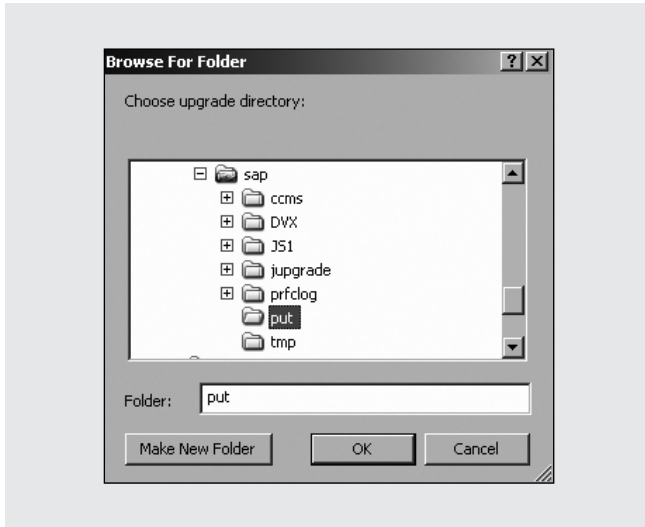 Browse For Folder
Choose upgrade directory:
sap
ccms
DVX
JS1
jupgrade
prfclog
put
tmp
Folder: put
Make New Folder OK Cancel